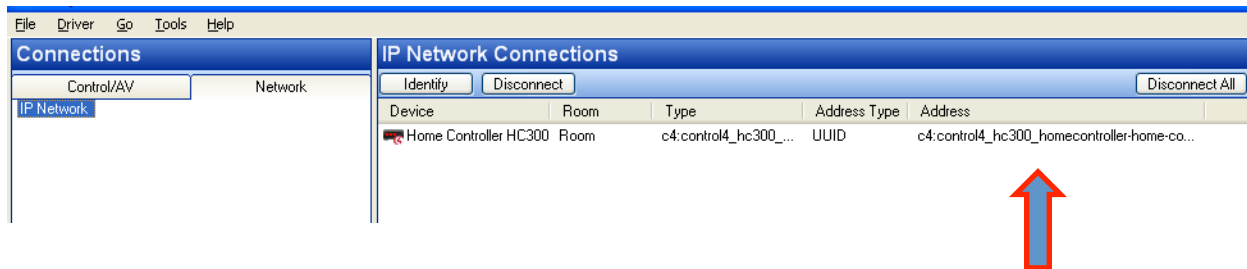 File Driver Go Tools Help
Connections
IP Network Connections
Control/AV Network
Identify Disconnect Disconnect All
IP Network
Device Room Type Address Type Address
Home Controller HC300 Room c4:control4_hc300_... UUID c4:control4_hc300_homecontroller-home-co...